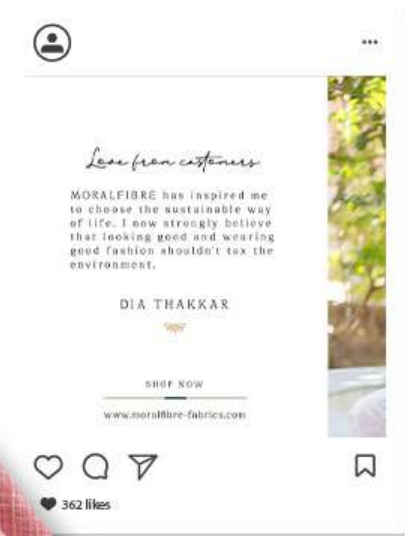 Love from customers
MORALFIBRE has inspired me
to choose the sustainable way
of life. I now strongly believe
that looking good and wearing
good fashion shouldn't tax the
environment.
DIA THAKKAR
SHOP NOW
www.moralfibre-fabrics.com
362 likes